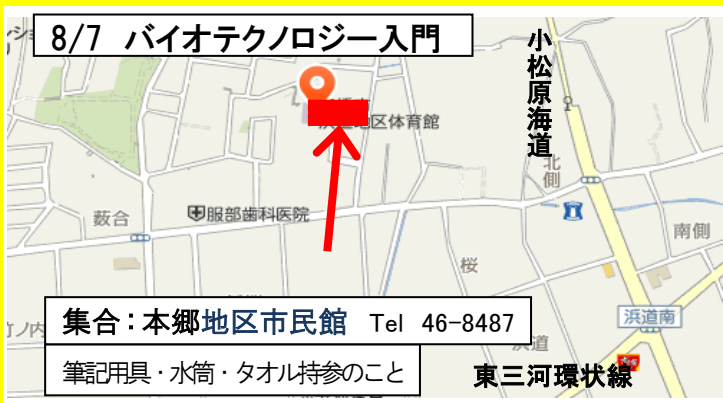 8/7 バイオテクノロジー入門
小松原海道
地区体育館
北側
服部歯科医院
薮合
南側
桜
浜道南
集合：本郷地区市民館 Tel 46-8487
浜道
筆記用具・水筒・タオル持参のこと
東三河環状線